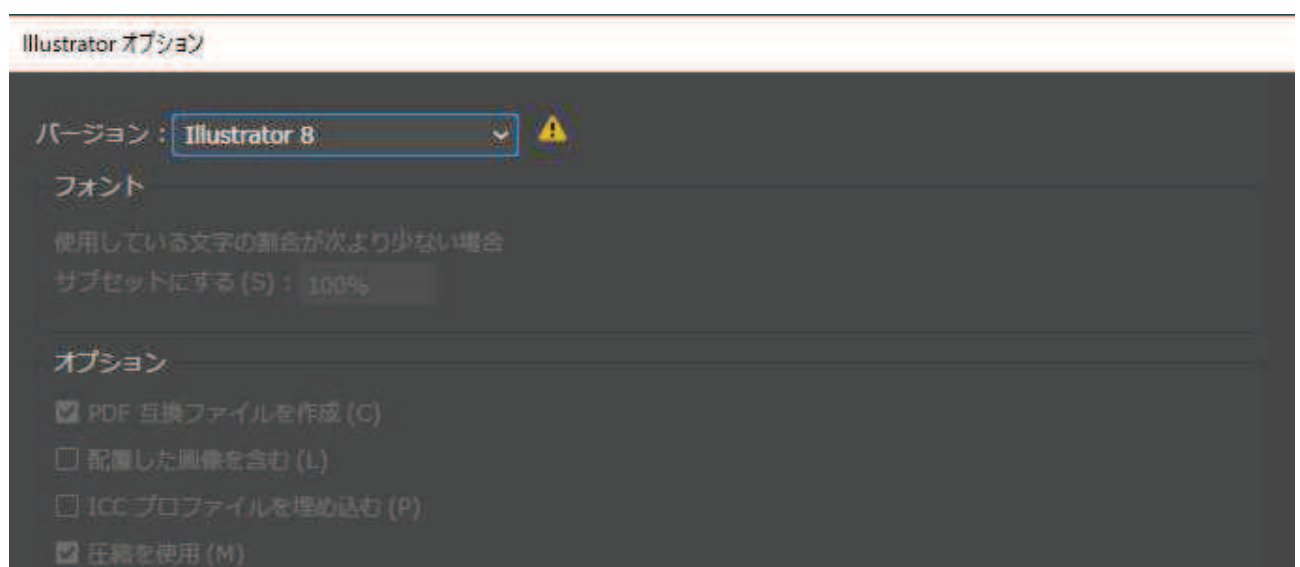 Illustrator オプション
バージョン：Illustrator 8
フォント
使用している文字の割合が次より少ない場合
サブセットにする (S)：100%
オプション
PDF 互換ファイルを作成 (C)
配置した画像を含む (L)
ICC プロファイルを埋め込む (P)
圧縮を使用 (M)